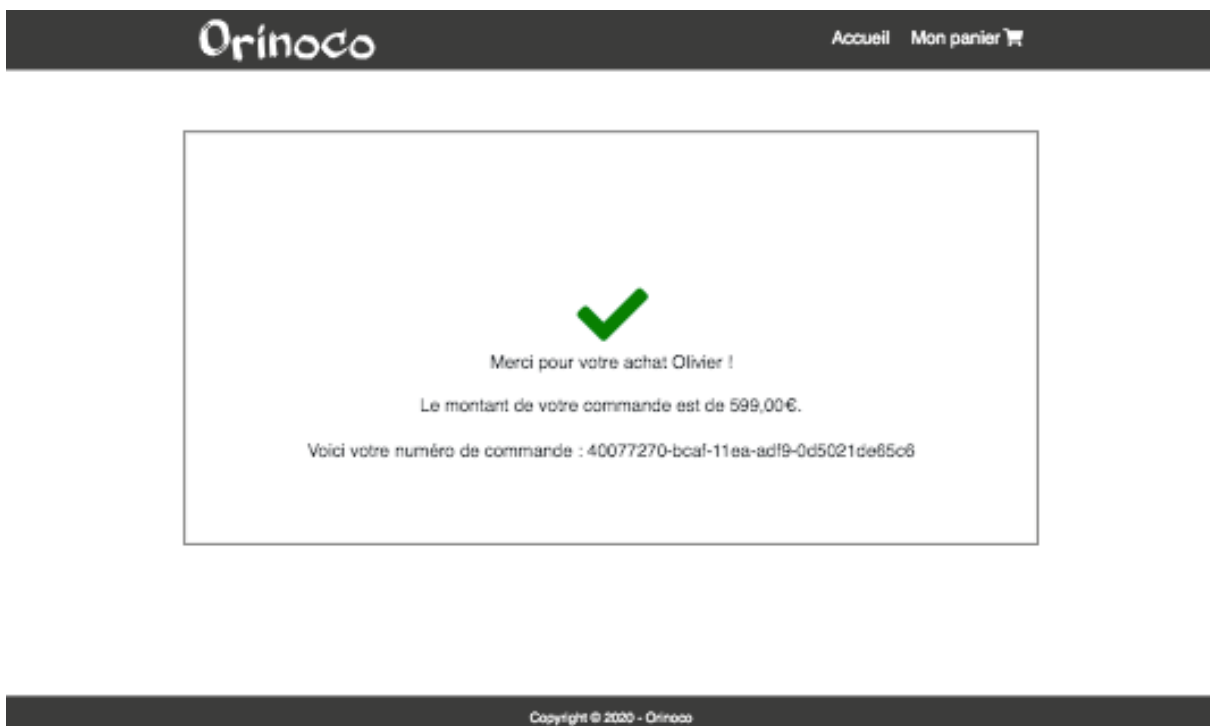 Orinoco
Accueil Mon panier
Merci pour votre achat Olivier !
Le montant de votre commande est de 599,00€.
Voici votre numéro de commande : 40077270-bcaf-11ea-adf9-0d5021de65c6
Copyright © 2020 - Orinoco